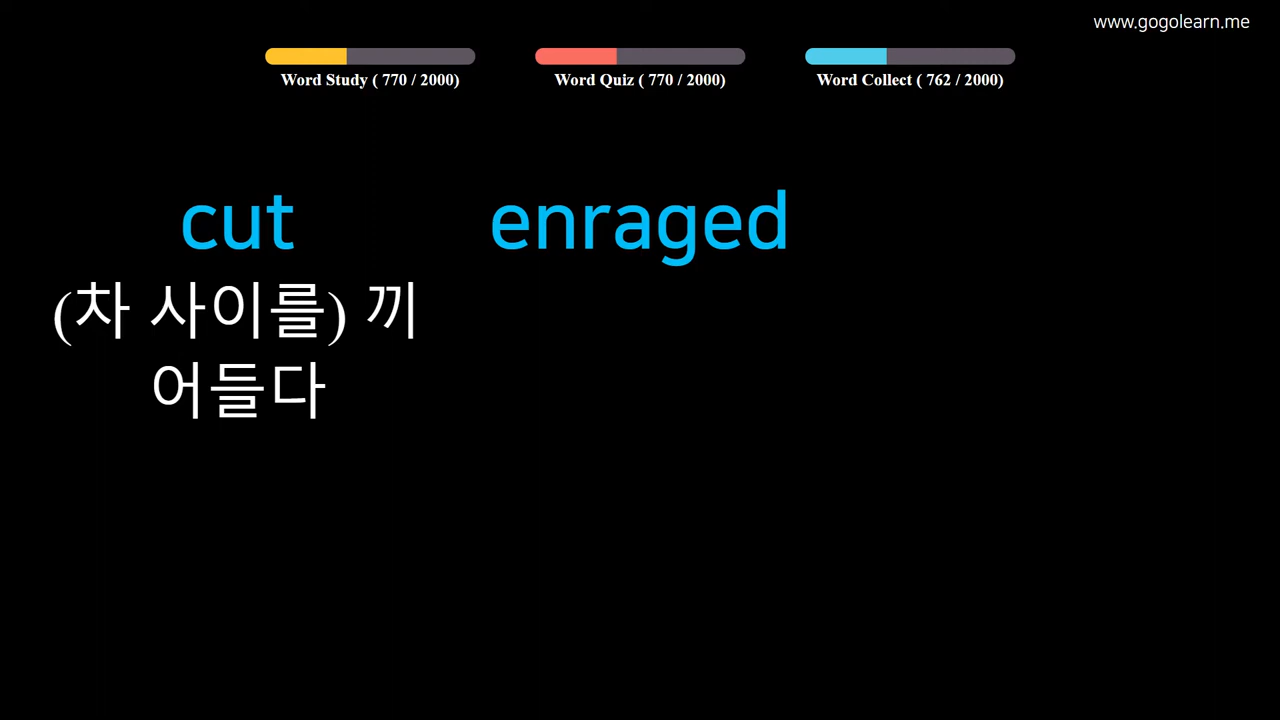 www.gogolearn.me
Word Study ( 770 / 2000)
Word Quiz ( 770 / 2000)
Word Collect ( 762 / 2000)
cut
(차 사이를) 끼
어들다
enraged